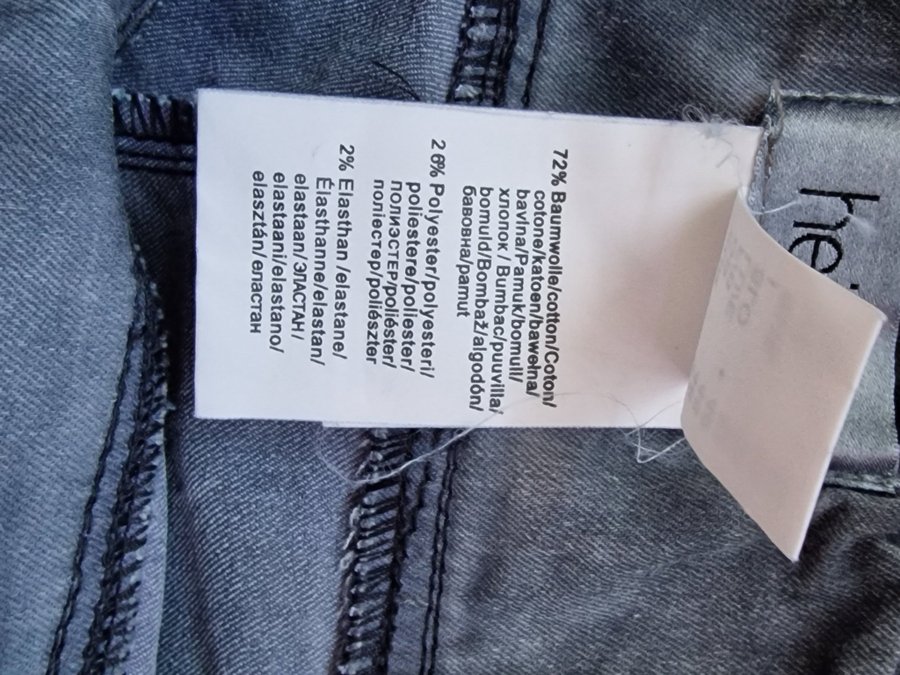 72% Baumwolle/cotton/Coton/
cotone/katoen/bawełna/
bavlna/Pamuk/bomull/
хлопок / Bumbac/puuvilla/
bomuld/Bombaž/algodón/
бавовна/pamut
26% Polyester/polyesteri/
poliestere/poliester/
полиэстер/poliéster/
поліестер/poliészter
2% Elasthan /elastane/
Élasthanne/elastan/
elastaan/ЭЛАСТАН/
elastaani/elastano/
elasztán/еластан